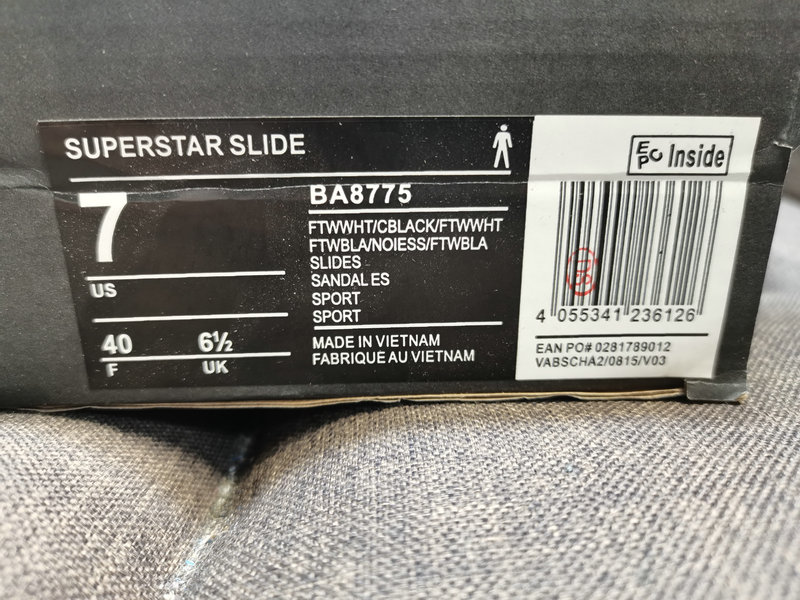 SUPERSTAR SLIDE
7
US
40
F
6½
UK
BA8775
FTWWHT/CBLACK/FTWWHT
FTWBLA/NOIESS/FTWBLA
SLIDES
SANDALES
SPORT
SPORT
MADE IN VIETNAM
FABRIQUE AU VIETNAM
EPC Inside
4 055341 236126
EAN PO# 0281789012
VABSCHA2/0815/V03